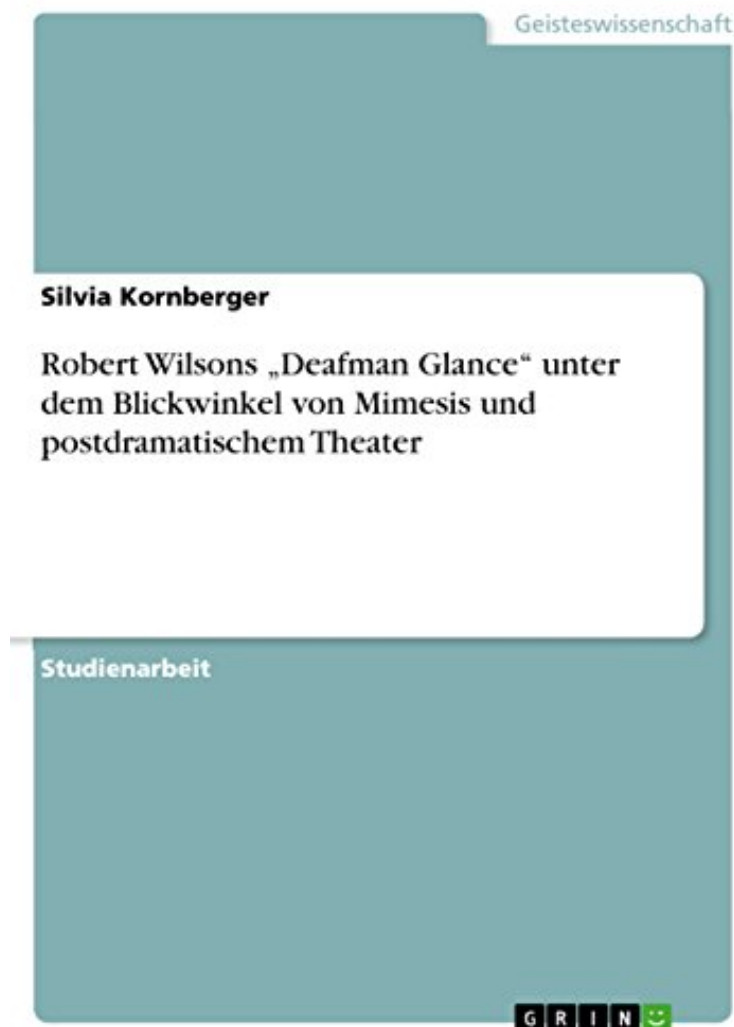 Geisteswissenschaft
Silvia Kornberger
Robert Wilsons „Deafman Glance“ unter
dem Blickwinkel von Mimesis und
postdramatischem Theater
Studienarbeit
GRIN